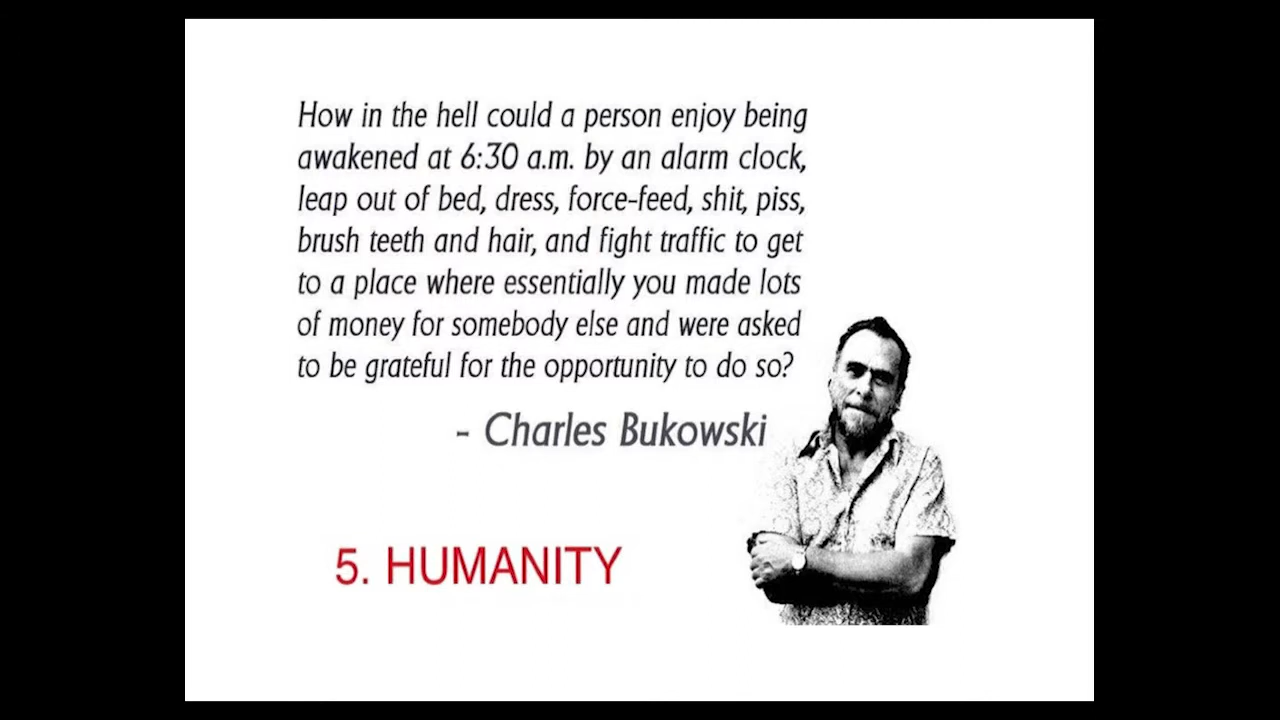 How in the hell could a person enjoy being
awakened at 6:30 a.m. by an alarm clock,
leap out of bed, dress, force-feed, shit, piss,
brush teeth and hair, and fight traffic to get
to a place where essentially you made lots
of money for somebody else and were asked
to be grateful for the opportunity to do so?
- Charles Bukowski
5. HUMANITY